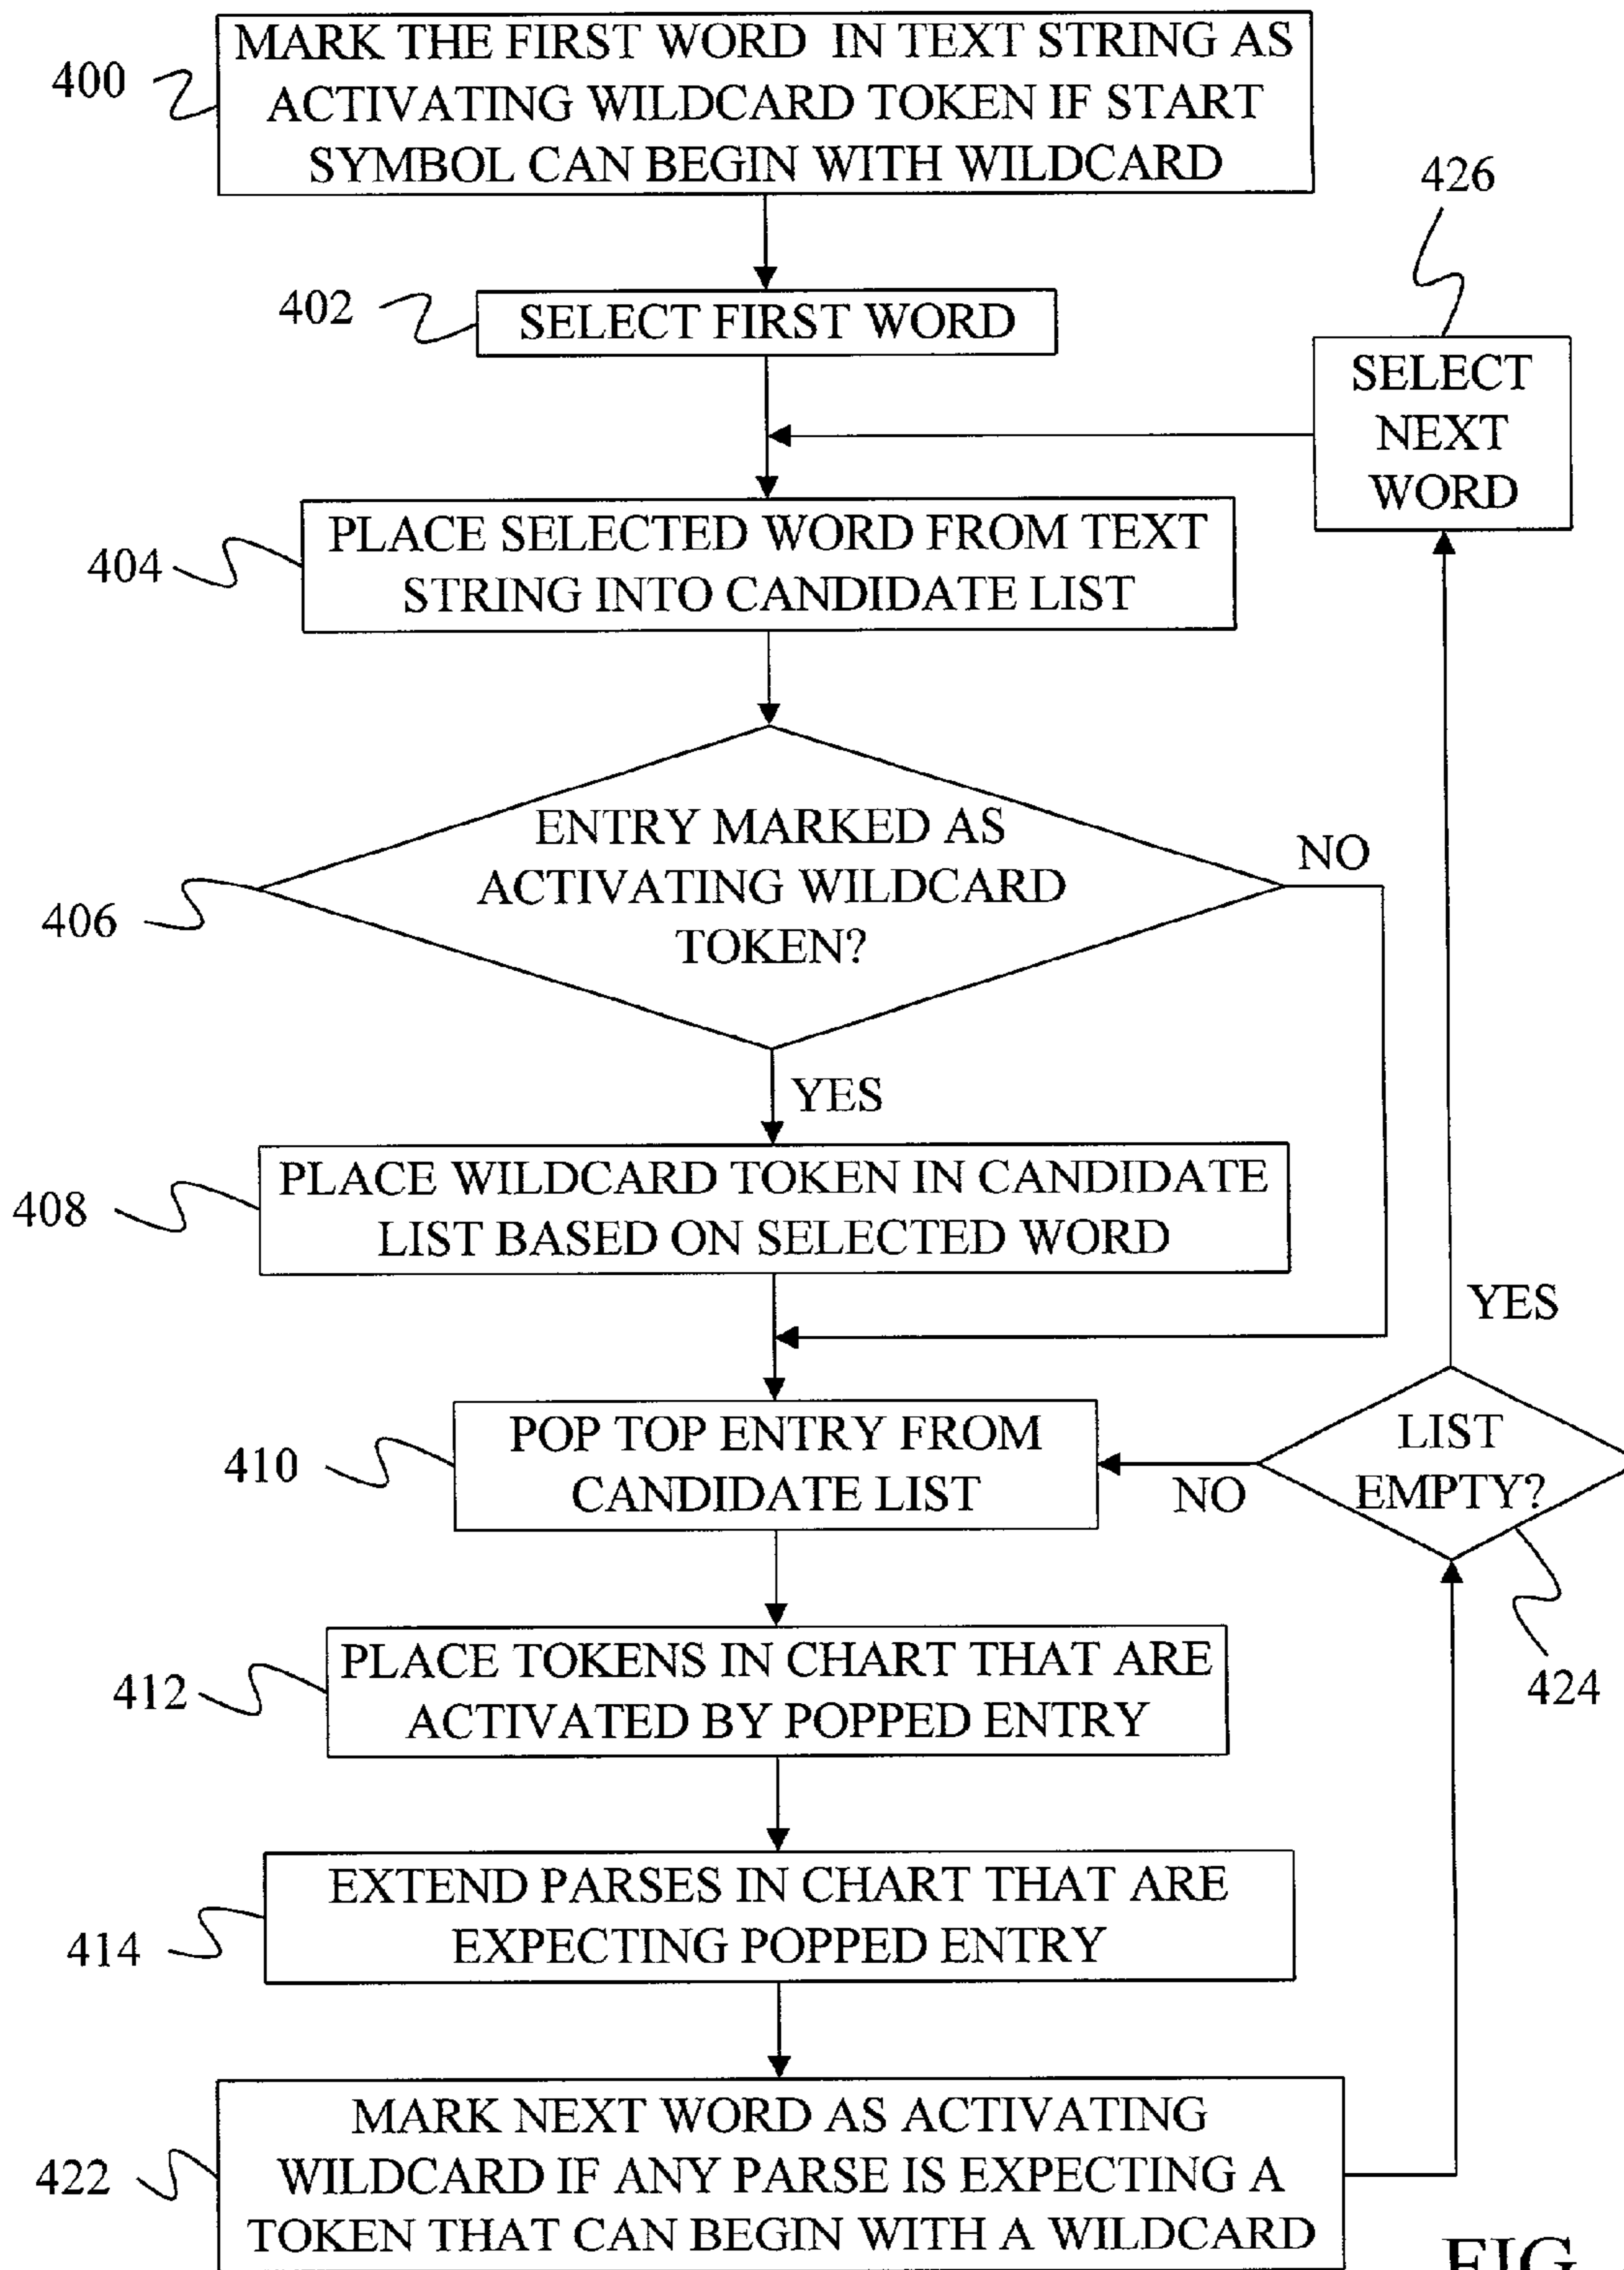 400
MARK THE FIRST WORD IN TEXT STRING AS
ACTIVATING WILDCARD TOKEN IF START
SYMBOL CAN BEGIN WITH WILDCARD
426
402
SELECT FIRST WORD
SELECT
NEXT
WORD
404
PLACE SELECTED WORD FROM TEXT
STRING INTO CANDIDATE LIST
406
ENTRY MARKED AS
ACTIVATING WILDCARD
TOKEN?
NO
YES
408
PLACE WILDCARD TOKEN IN CANDIDATE
LIST BASED ON SELECTED WORD
YES
410
POP TOP ENTRY FROM
CANDIDATE LIST
NO
LIST
EMPTY?
424
412
PLACE TOKENS IN CHART THAT ARE
ACTIVATED BY POPPED ENTRY
414
EXTEND PARSES IN CHART THAT ARE
EXPECTING POPPED ENTRY
422
MARK NEXT WORD AS ACTIVATING
WILDCARD IF ANY PARSE IS EXPECTING A
TOKEN THAT CAN BEGIN WITH A WILDCARD
FIG